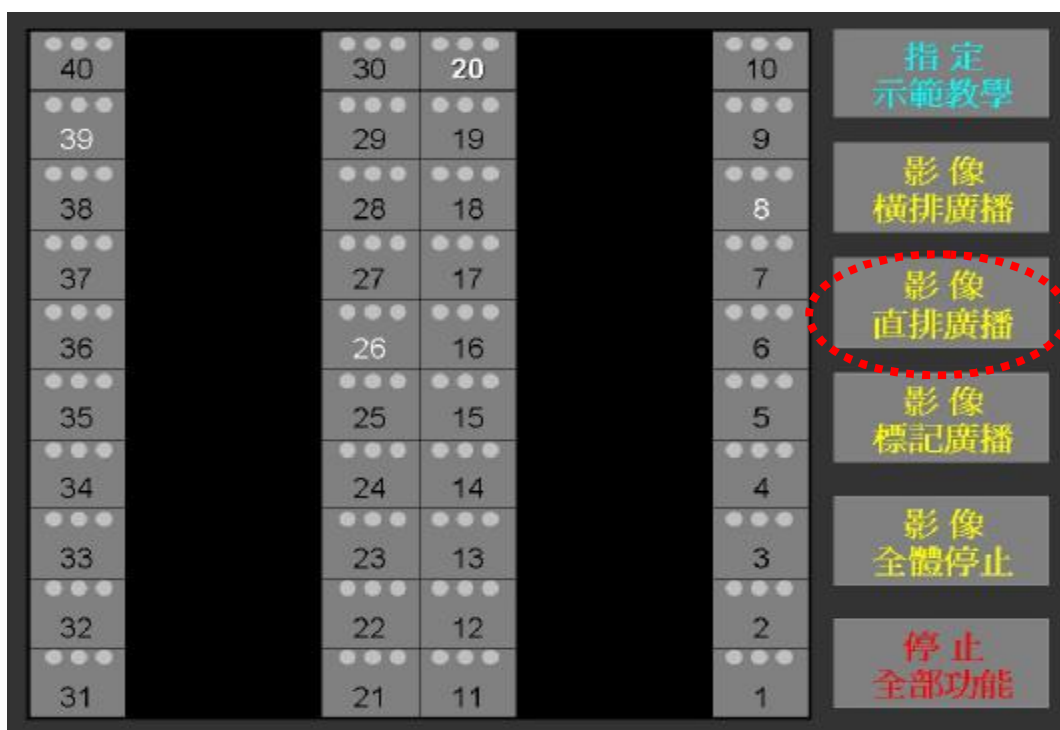 40 30 20 10
39 29 19 9
38 28 18 8
37 27 17 7
36 26 16 6
35 25 15 5
34 24 14 4
33 23 13 3
32 22 12 2
31 21 11 1
指定
示範教學
影像
橫排廣播
影像
直排廣播
影像
標記廣播
影像
全體停止
停止
全部功能